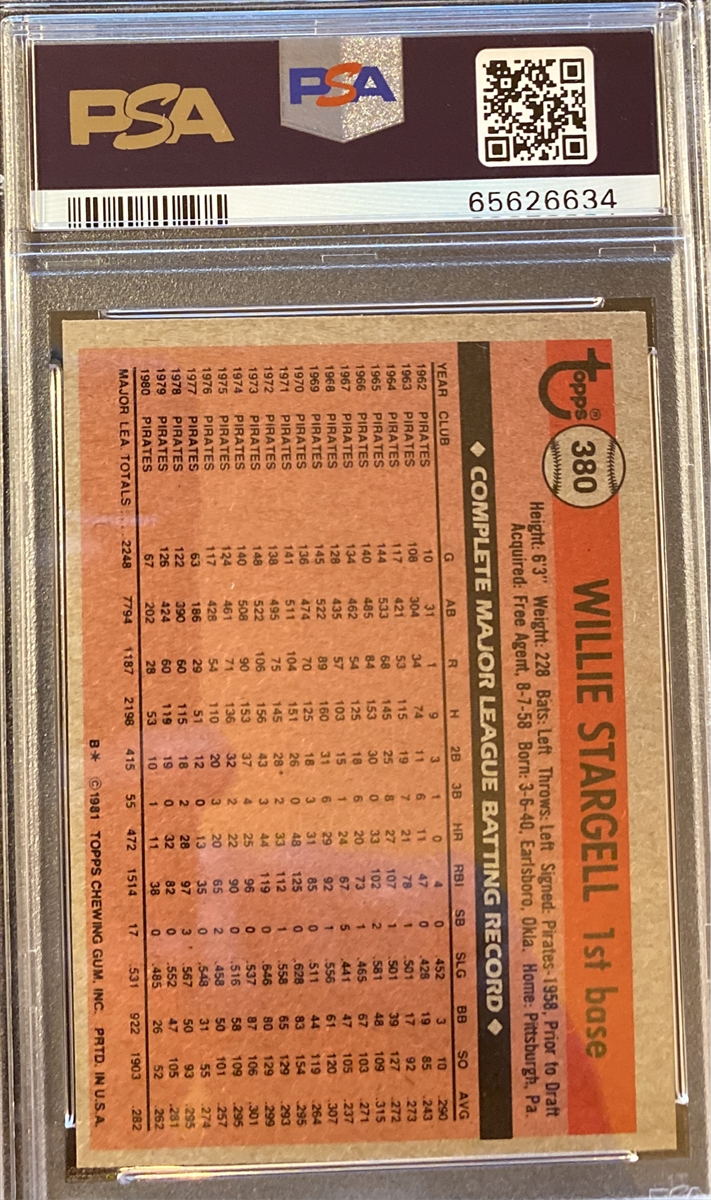 PSA
PSA
65626634
Topps®
380
WILLIE STARGELL 1st base
Height: 6'3" Weight: 228 Bats: Left Throws: Left Signed: Pirates-1958, Prior to Draft
Acquired: Free Agent, 8-7-58 Born: 3-6-40, Earlsboro, Okla. Home: Pittsburgh, Pa.
◆ COMPLETE MAJOR LEAGUE BATTING RECORD ◆
YEAR CLUB G AB R H 2B 3B HR RBI SB SLG BB SO AVG
1962 PIRATES 10 31 1 9 3 1 0 4 0 .452 3 10 .290
1963 PIRATES 108 304 34 74 11 6 11 47 0 .428 19 85 .243
1964 PIRATES 117 421 53 115 19 7 21 78 1 .501 17 92 .273
1965 PIRATES 144 533 68 145 25 8 27 107 1 .501 39 127 .272
1966 PIRATES 140 485 84 153 30 0 33 102 2 .581 48 109 .315
1967 PIRATES 134 462 54 125 18 6 20 73 1 .465 67 103 .271
1968 PIRATES 128 435 57 103 15 1 24 67 5 .441 47 105 .237
1969 PIRATES 145 522 89 160 31 6 29 92 1 .556 61 120 .307
1970 PIRATES 136 474 70 125 18 3 31 85 0 .511 44 119 .264
1971 PIRATES 141 511 104 151 26 0 48 125 0 .628 83 154 .295
1972 PIRATES 138 495 75 145 28 2 33 112 1 .558 65 129 .293
1973 PIRATES 148 522 106 156 43 3 44 119 0 .646 80 129 .299
1974 PIRATES 140 508 90 153 37 4 25 96 0 .537 87 106 .301
1975 PIRATES 124 461 71 136 32 2 22 90 0 .516 58 109 .295
1976 PIRATES 117 428 54 110 20 3 20 65 2 .458 50 101 .257
1977 PIRATES 63 186 29 51 12 0 13 35 0 .548 31 55 .274
1978 PIRATES 122 390 60 115 18 2 28 97 3 .567 50 93 .295
1979 PIRATES 126 424 60 119 19 0 32 82 0 .552 47 105 .281
1980 PIRATES 67 202 28 53 10 1 11 38 0 .485 26 52 .262
MAJOR LEA TOTALS ... 2248 7794 1187 2198 415 55 472 1514 17 .531 922 1903 .282
B* ©1981 TOPPS CHEWING GUM, INC. PRTD. IN U.S.A.